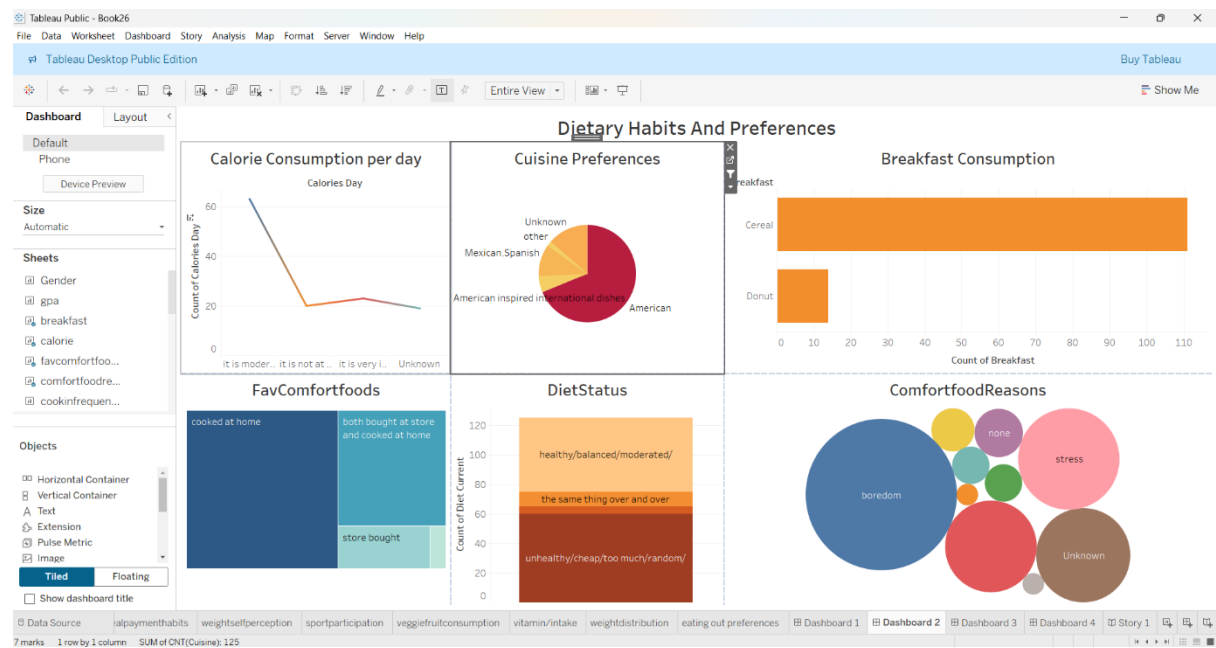 Tableau Public - Book26
File Data Worksheet Dashboard Story Analysis Map Format Server Window Help
Tableau Desktop Public Edition
Buy Tableau
Entire View
Show Me
Dashboard Layout
Default
Phone
Device Preview
Size
Automatic
Sheets
Gender
gpa
breakfast
calorie
favcomfortfoo...
comfortfoodre...
cookinfrequen...
Objects
Horizontal Container
Vertical Container
Text
Extension
Pulse Metric
Image
Tiled Floating
Show dashboard title
Dietary Habits And Preferences
Calorie Consumption per day
Calories Day
Count of Calories Day
60
40
20
0
it is moder.. it is not at .. it is very i.. Unknown
Cuisine Preferences
Unknown
other
Mexican.Spanish
American inspired international dishes
American
Breakfast Consumption
reakfast
Cereal
Donut
0 10 20 30 40 50 60 70 80 90 100 110
Count of Breakfast
FavComfortfoods
cooked at home
both bought at store
and cooked at home
store bought
DietStatus
Count of Diet Current
120
100
80
60
40
20
0
healthy/balanced/moderated/
the same thing over and over
unhealthy/cheap/too much/random/
ComfortfoodReasons
none
stress
boredom
Unknown
Data Source ealpaymenthabits weightselfperception sportparticipation veggiefruitconsumption vitamin/intake weightdistribution eating out preferences Dashboard 1 Dashboard 2 Dashboard 3 Dashboard 4 Story 1
7 marks 1 row by 1 column SUM of CNT(Cuisine): 125